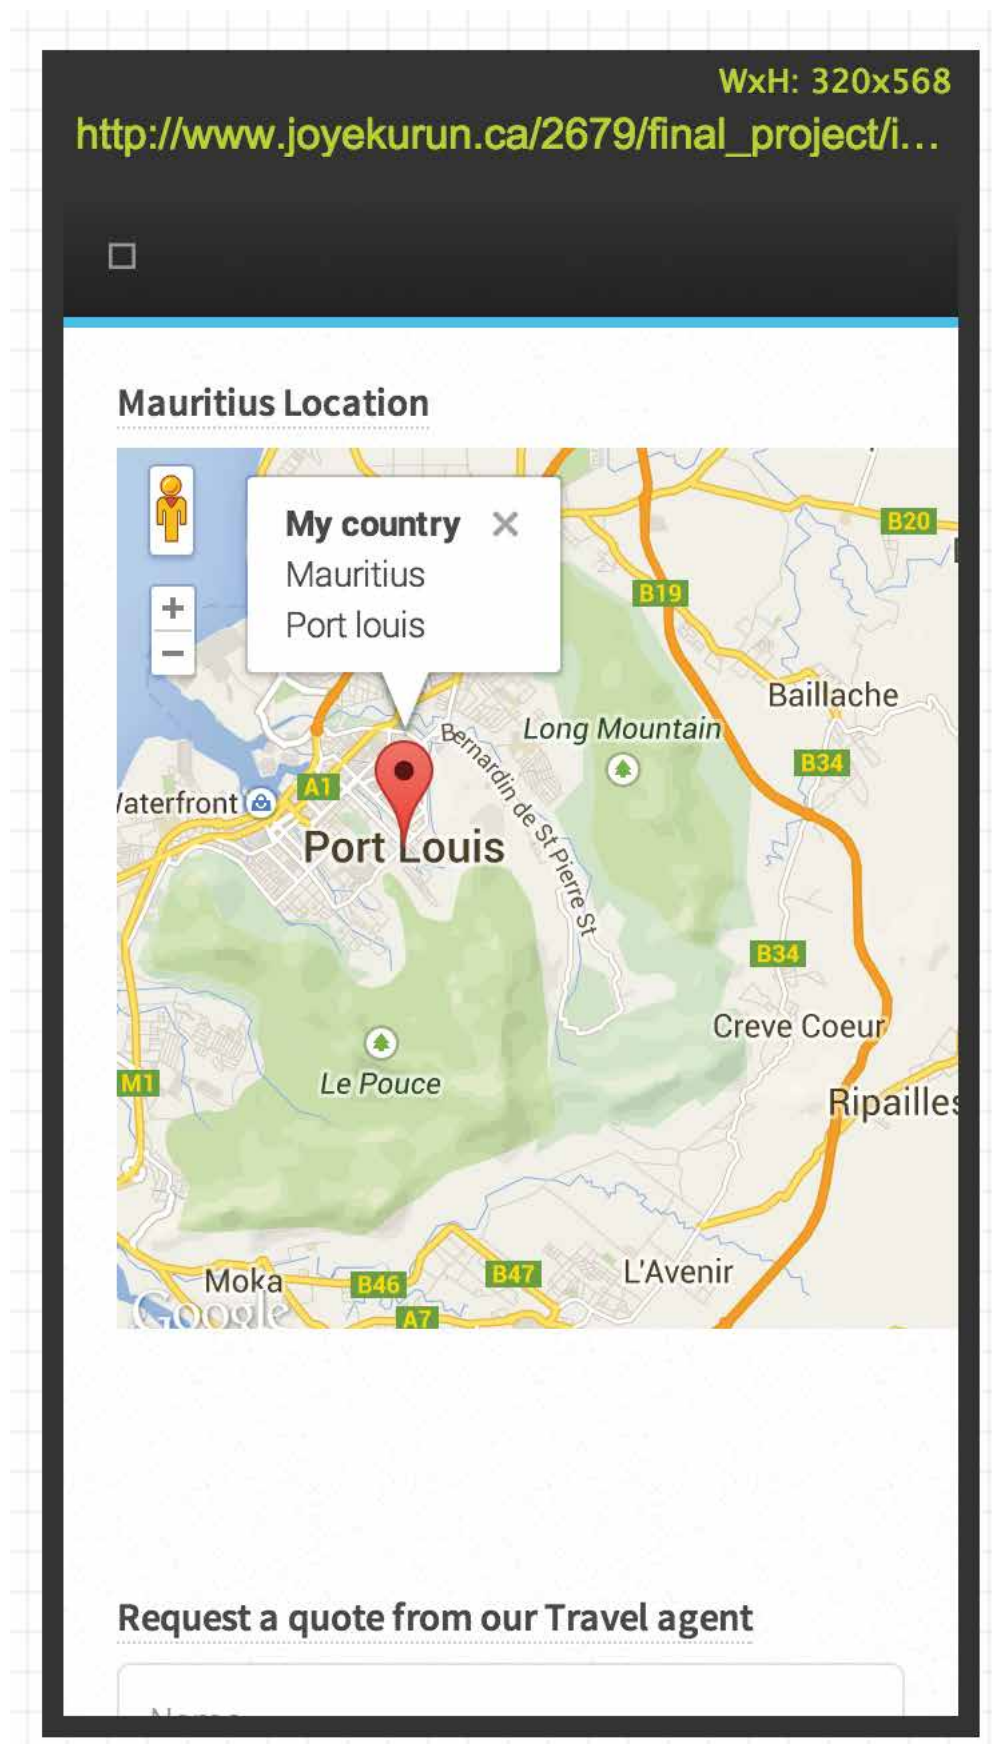 WxH: 320x568
http://www.joyekurun.ca/2679/final_project/i...
Mauritius Location
My country
Mauritius
Port louis
B20
B19
Baillache
Long Mountain
B34
Bernardin de St Pierre St
A1
/aterfront
Port Louis
B34
Creve Coeur
Le Pouce
M1
Ripailles
L'Avenir
B47
Moka
B46
Google
A7
Request a quote from our Travel agent
Name